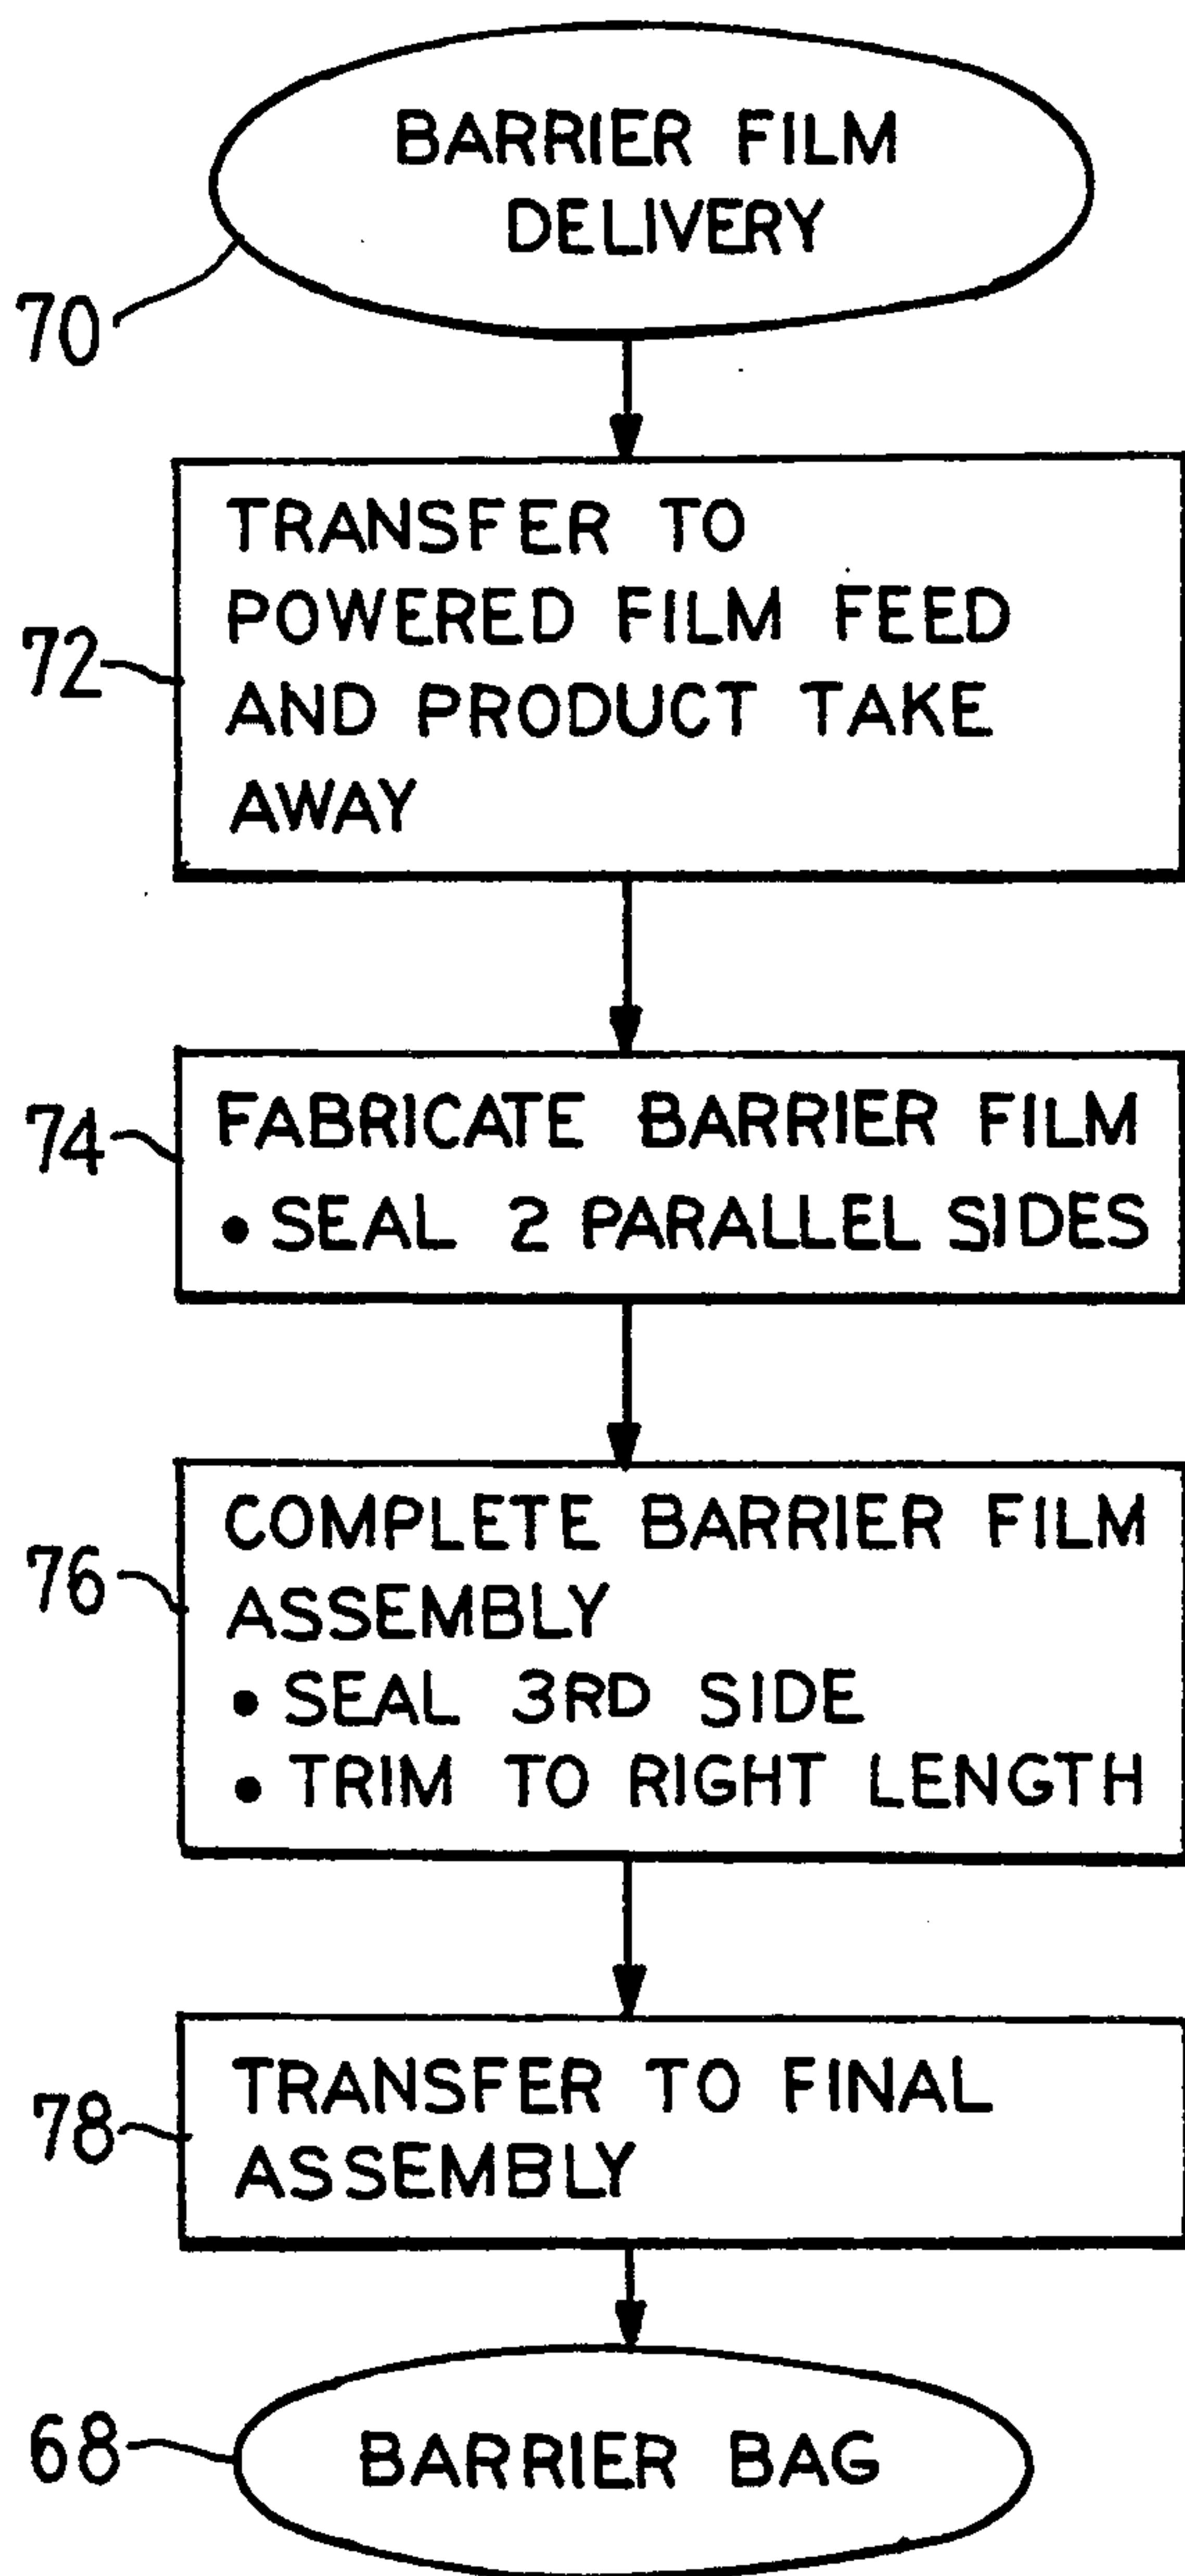 BARRIER FILM
DELIVERY
70
TRANSFER TO
POWERED FILM FEED
AND PRODUCT TAKE
AWAY
72
FABRICATE BARRIER FILM
• SEAL 2 PARALLEL SIDES
74
COMPLETE BARRIER FILM
ASSEMBLY
• SEAL 3RD SIDE
• TRIM TO RIGHT LENGTH
76
TRANSFER TO FINAL
ASSEMBLY
78
BARRIER BAG
68